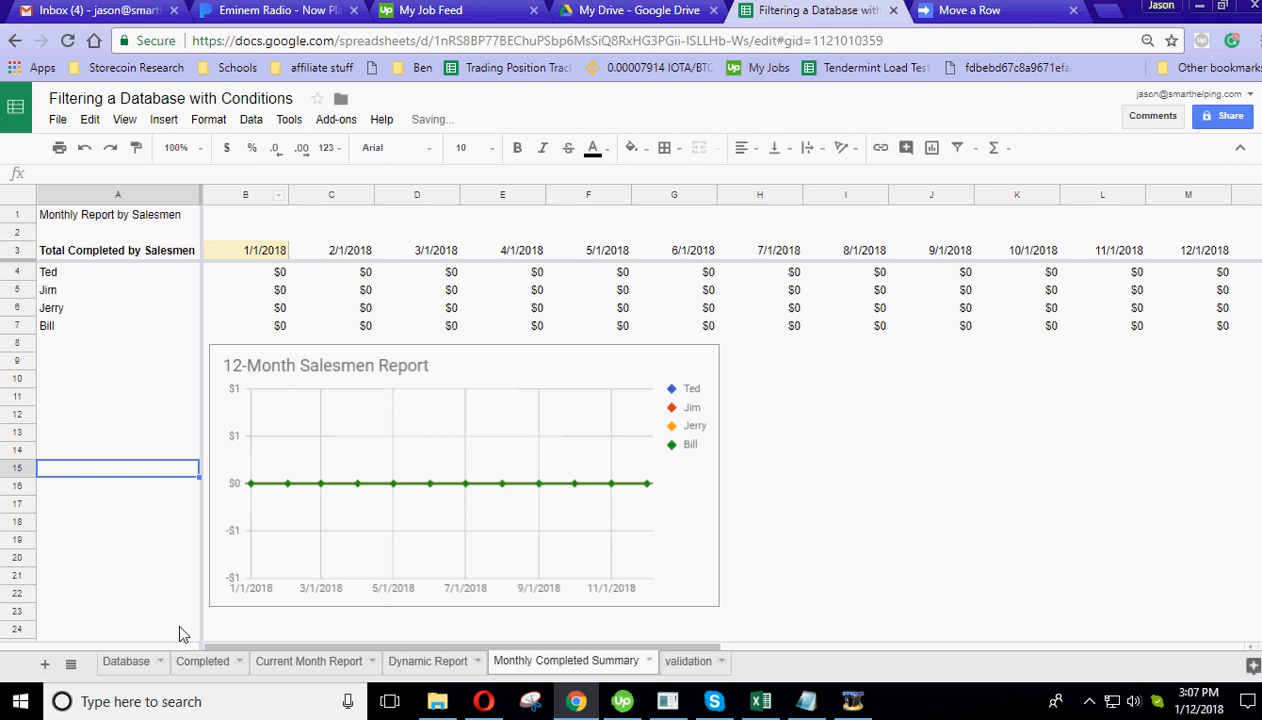 Inbox (4) - jason@smart
Eminem Radio - Now Pl
My Job Feed
My Drive - Google Drive
Filtering a Database with
Move a Row
Jason
Secure
https://docs.google.com/spreadsheets/d/1nRS8BP77BEChuPSbp6MsSiQ8RxHG3PGii-ISLLHb-Ws/edit#gid=1121010359
Apps Storecoin Research Schools affiliate stuff Ben Trading Position Trac 0.00007914 IOTA/BTC My Jobs Tendermint Load Test fdbebd67c8a9671efa Other bookmarks
Filtering a Database with Conditions
jason@smarthelping.com
File Edit View Insert Format Data Tools Add-ons Help Saving...
Comments Share
100% $ % .0 .00 123 Arial 10 B I S A Σ
fx
A B C D E F G H I J K L M
1 Monthly Report by Salesmen
2
3 Total Completed by Salesmen 1/1/2018 2/1/2018 3/1/2018 4/1/2018 5/1/2018 6/1/2018 7/1/2018 8/1/2018 9/1/2018 10/1/2018 11/1/2018 12/1/2018
4 Ted $0 $0 $0 $0 $0 $0 $0 $0 $0 $0 $0 $0
5 Jim $0 $0 $0 $0 $0 $0 $0 $0 $0 $0 $0 $0
6 Jerry $0 $0 $0 $0 $0 $0 $0 $0 $0 $0 $0 $0
7 Bill $0 $0 $0 $0 $0 $0 $0 $0 $0 $0 $0 $0
8
9
10
11
12
13
14
15
16
17
18
19
20
21
22
23
24
12-Month Salesmen Report
$1
$1
$0
-$1
-$1
1/1/2018 3/1/2018 5/1/2018 7/1/2018 9/1/2018 11/1/2018
Ted
Jim
Jerry
Bill
Database Completed Current Month Report Dynamic Report Monthly Completed Summary validation
Type here to search
3:07 PM
1/12/2018